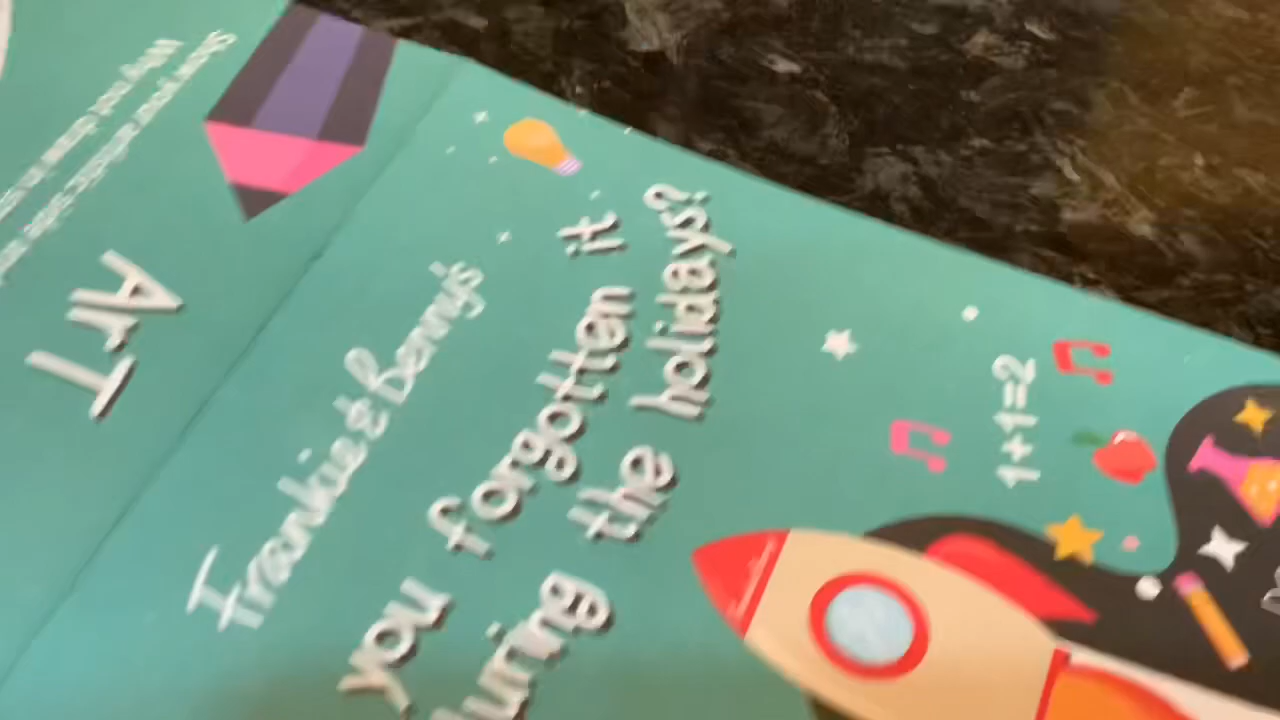 ArT
Frankie & Benny's
you forgotten it
during the holidays?
1+1=2